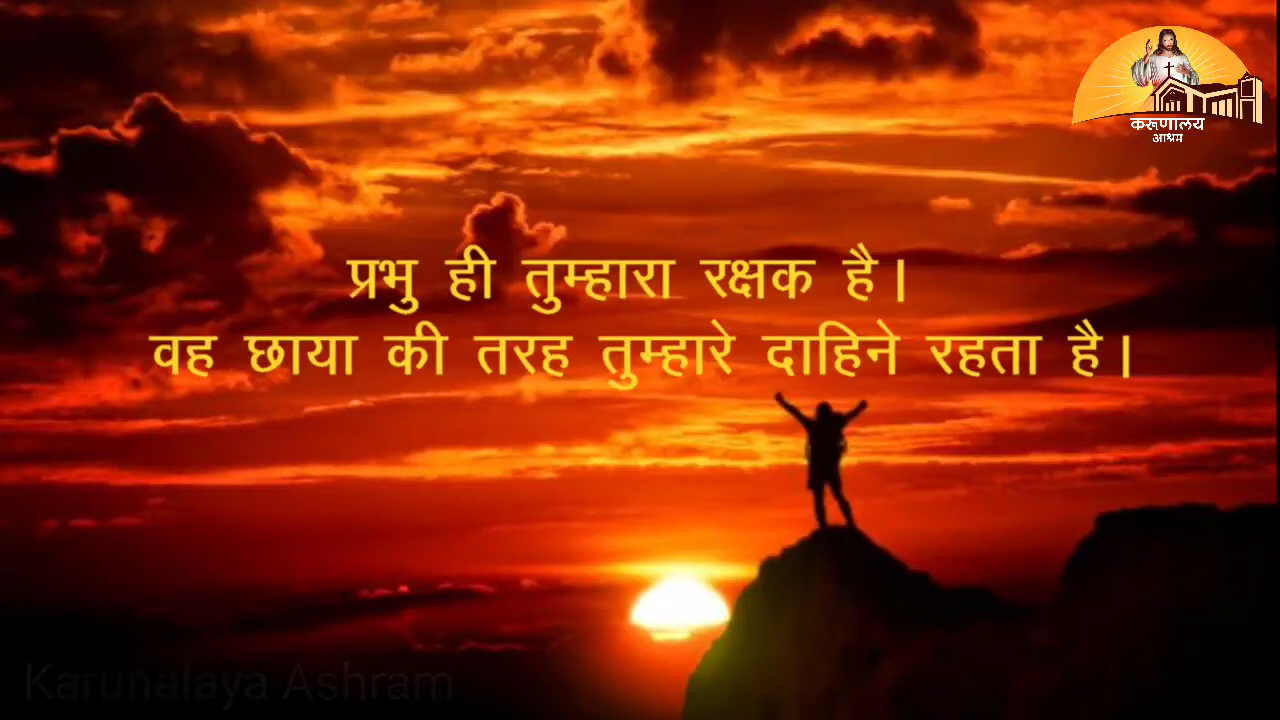 करूणालय
आश्रम
प्रभु ही तुम्हारा रक्षक है।
वह छाया की तरह तुम्हारे दाहिने रहता है।
Karunalaya Ashram